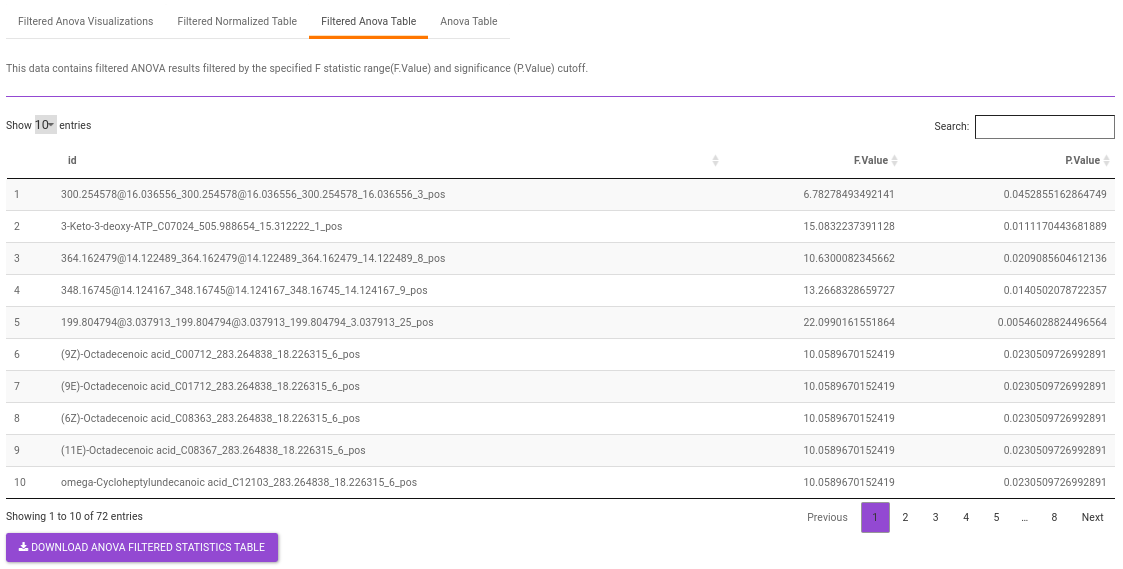 Filtered Anova Visualizations Filtered Normalized Table Filtered Anova Table Anova Table
This data contains filtered ANOVA results filtered by the specified F statistic range(F.Value) and significance (P.Value) cutoff.
Show 10 entries Search:
id F.Value P.Value
1 300.254578@16.036556_300.254578@16.036556_300.254578_16.036556_3_pos 6.78278493492141 0.0452855162864749
2 3-Keto-3-deoxy-ATP_C07024_505.988654_15.312222_1_pos 15.0832237391128 0.0111170443681889
3 364.162479@14.122489_364.162479@14.122489_364.162479_14.122489_8_pos 10.6300082345662 0.0209085604612136
4 348.16745@14.124167_348.16745@14.124167_348.16745_14.124167_9_pos 13.2668328659727 0.0140502078722357
5 199.804794@3.037913_199.804794@3.037913_199.804794_3.037913_25_pos 22.0990161551864 0.00546028824496564
6 (9Z)-Octadecenoic acid_C00712_283.264838_18.226315_6_pos 10.0589670152419 0.0230509726992891
7 (9E)-Octadecenoic acid_C01712_283.264838_18.226315_6_pos 10.0589670152419 0.0230509726992891
8 (6Z)-Octadecenoic acid_C08363_283.264838_18.226315_6_pos 10.0589670152419 0.0230509726992891
9 (11E)-Octadecenoic acid_C08367_283.264838_18.226315_6_pos 10.0589670152419 0.0230509726992891
10 omega-Cycloheptylundecanoic acid_C12103_283.264838_18.226315_6_pos 10.0589670152419 0.0230509726992891
Showing 1 to 10 of 72 entries Previous 1 2 3 4 5 … 8 Next
DOWNLOAD ANOVA FILTERED STATISTICS TABLE